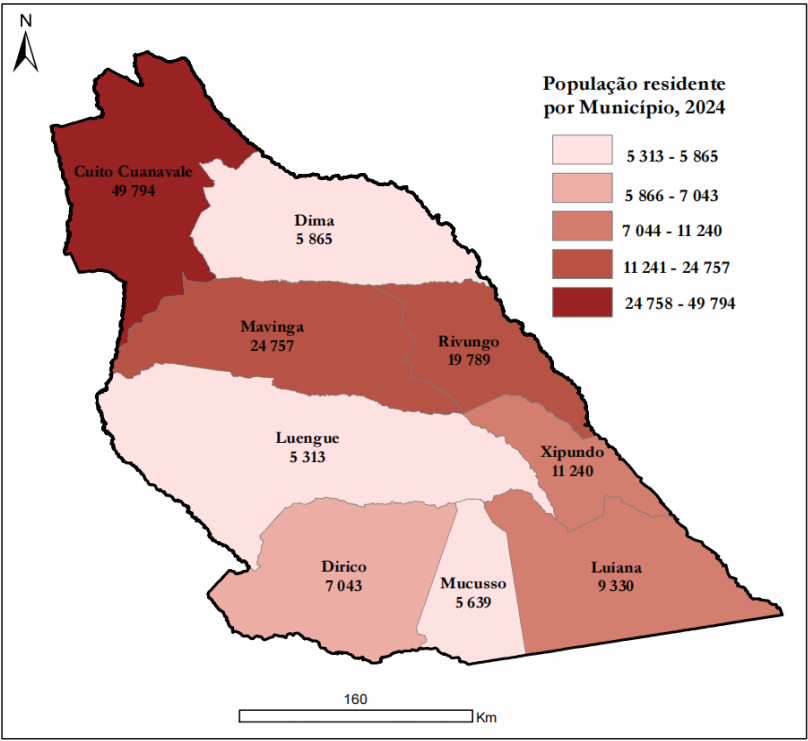 N
População residente
por Município, 2024
5 313 - 5 865
5 866 - 7 043
7 044 - 11 240
11 241 - 24 757
24 758 - 49 794
Cuito Cuanavale
49 794
Dima
5 865
Mavinga
24 757
Rivungo
19 789
Luengue
5 313
Xipundo
11 240
Dirico
7 043
Mucusso
5 639
Luíana
9 330
160
Km